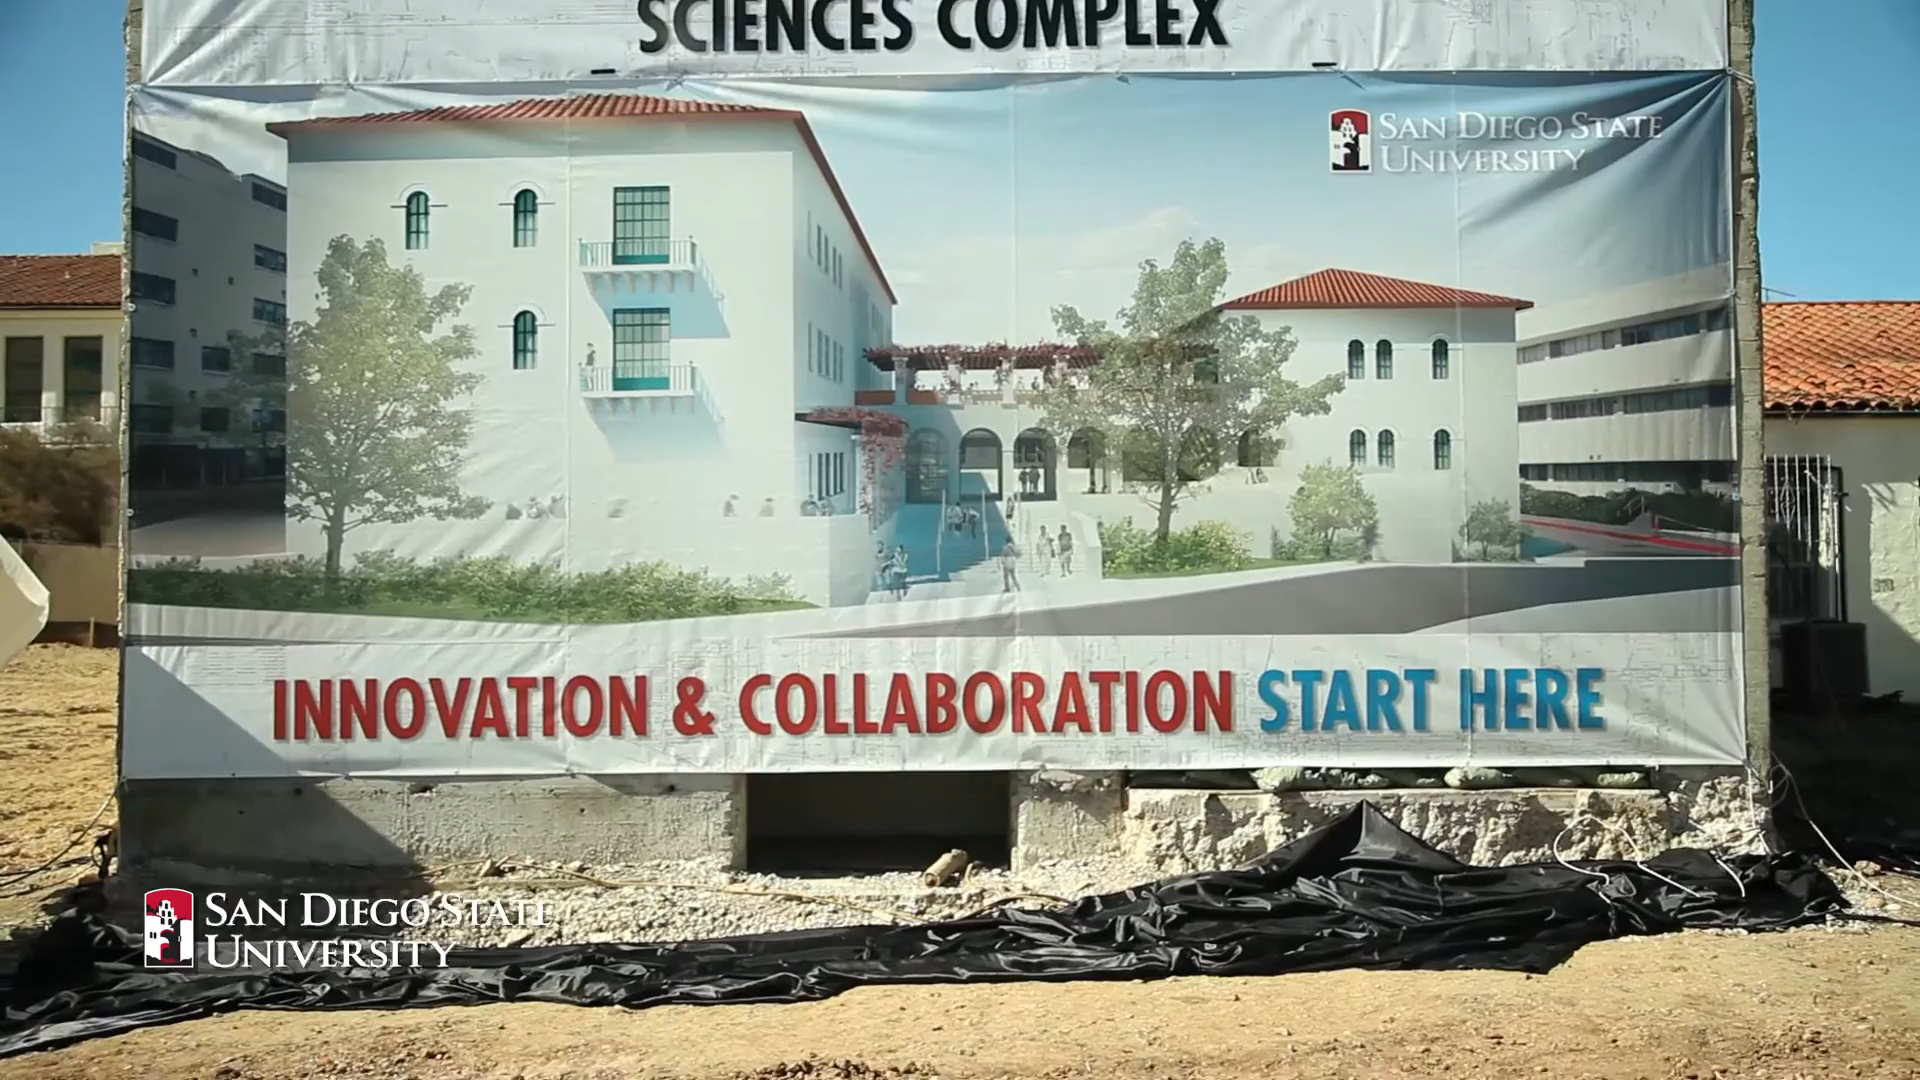 SCIENCES COMPLEX
SAN DIEGO STATE
UNIVERSITY
INNOVATION & COLLABORATION START HERE
SAN DIEGO STATE
UNIVERSITY